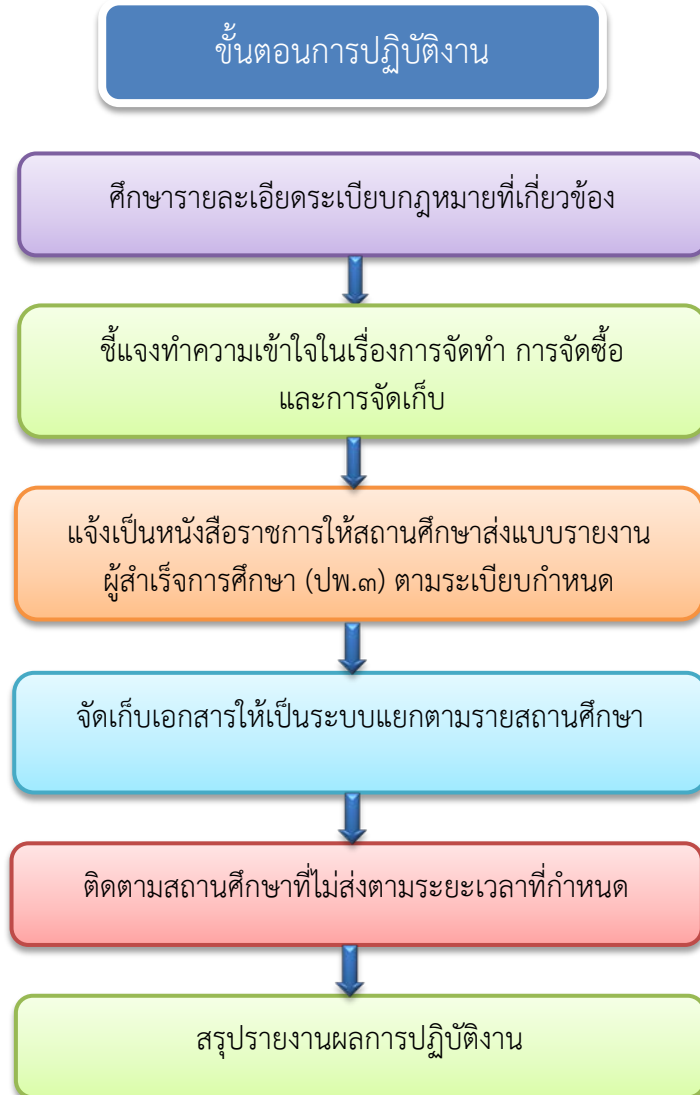 ขั้นตอนการปฏิบัติงาน
ศึกษารายละเอียดระเบียบกฎหมายที่เกี่ยวข้อง
ชี้แจงทำความเข้าใจในเรื่องการจัดทำ การจัดซื้อ
และการจัดเก็บ
แจ้งเป็นหนังสือราชการให้สถานศึกษาส่งแบบรายงาน
ผู้สำเร็จการศึกษา (ปพ.๓) ตามระเบียบกำหนด
จัดเก็บเอกสารให้เป็นระบบแยกตามรายสถานศึกษา
ติดตามสถานศึกษาที่ไม่ส่งตามระยะเวลาที่กำหนด
สรุปรายงานผลการปฏิบัติงาน